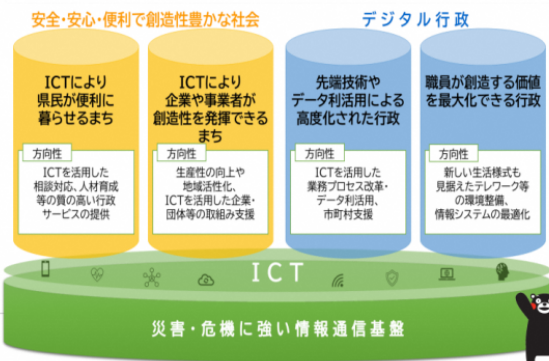 安全・安心・便利で創造性豊かな社会
デジタル行政
ICTにより
県民が便利に
暮らせるまち
方向性
ICTを活用した
相談対応、人材育成
等の質の高い行政
サービスの提供
ICTにより
企業や事業者が
創造性を発揮できる
まち
方向性
生産性の向上や
地域活性化、
ICTを活用した企業・
団体等の取組み支援
先端技術や
データ利活用による
高度化された行政
方向性
ICTを活用した
業務プロセス改革・
データ利活用、
市町村支援
職員が創造する価値
を最大化できる行政
方向性
新しい生活様式も
見据えたテレワーク等
の環境整備、
情報システムの最適化
ICT
災害・危機に強い情報通信基盤